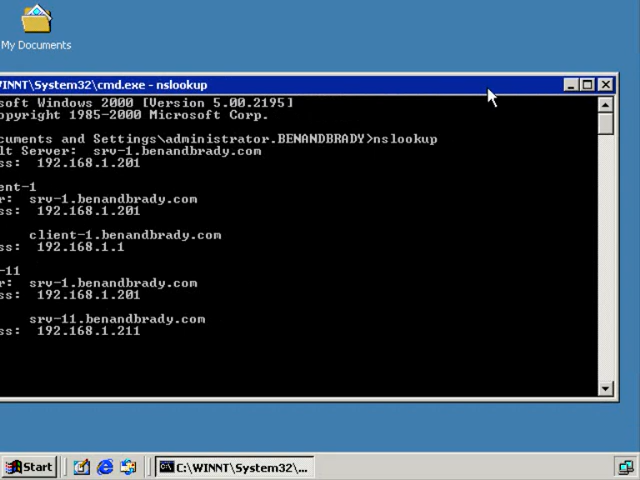 My Documents
WINNT\System32\cmd.exe - nslookup
soft Windows 2000 [Version 5.00.2195]
opyright 1985-2000 Microsoft Corp.
cuments and Settings\administrator.BENANDBRADY>nslookup
lt Server:  srv-1.benandbrady.com
ss:  192.168.1.201
ent-1
r:  srv-1.benandbrady.com
ss:  192.168.1.201
client-1.benandbrady.com
ss:  192.168.1.1
-11
r:  srv-1.benandbrady.com
ss:  192.168.1.201
srv-11.benandbrady.com
ss:  192.168.1.211
Start
C:\WINNT\System32\...